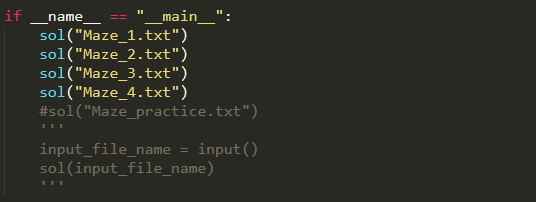 if __name__ == "__main__":
    sol("Maze_1.txt")
    sol("Maze_2.txt")
    sol("Maze_3.txt")
    sol("Maze_4.txt")
    #sol("Maze_practice.txt")
    '''
    input_file_name = input()
    sol(input_file_name)
    '''